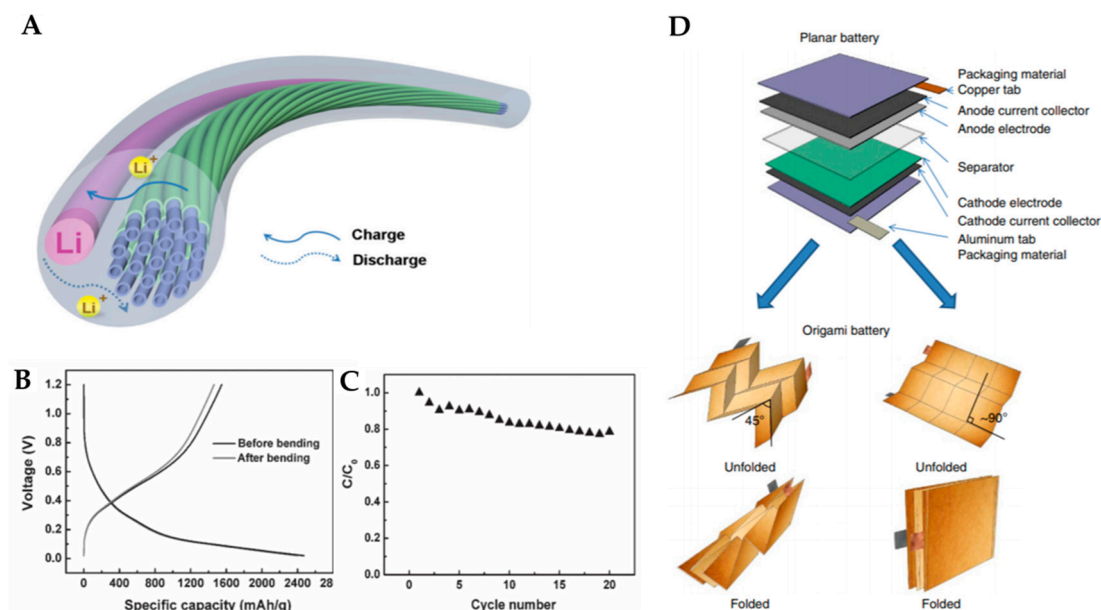 A
Li+
Li
Charge
Discharge
Li+
B
Voltage (V)
1.2
1.0
0.8
0.6
0.4
0.2
0.0
Before bending
After bending
0 400 800 1200 1600 2000 2400 28
Specific capacity (mAh/g)
C
C/C0
1.0
0.8
0.6
0.4
0.2
0.0
0 5 10 15 20
Cycle number
D
Planar battery
Packaging material
Copper tab
Anode current collector
Anode electrode
Separator
Cathode electrode
Cathode current collector
Aluminum tab
Packaging material
Origami battery
45°
~90°
Unfolded
Unfolded
Folded
Folded